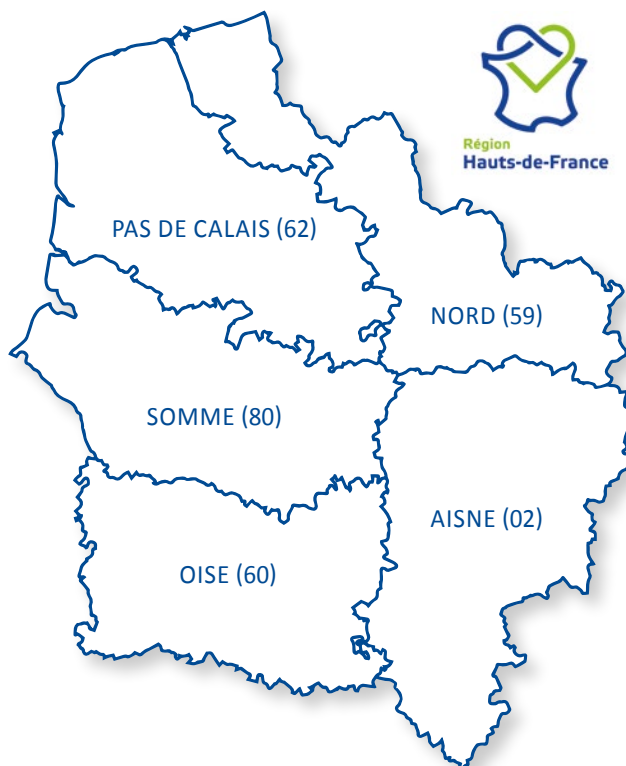 Région
Hauts-de-France
PAS DE CALAIS (62)
NORD (59)
SOMME (80)
AISNE (02)
OISE (60)